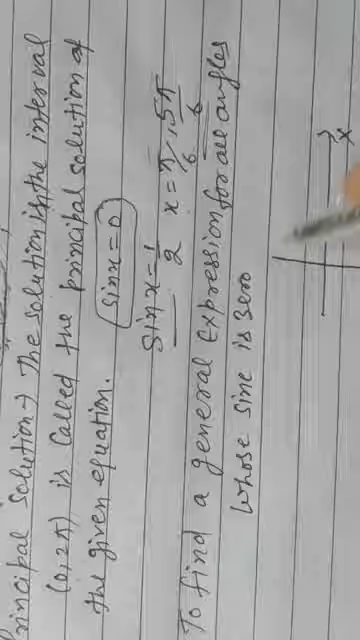 Principal Solution → The solution in the interval
(0, 2π) is called the principal solution of
the given equation.
sin x = 0
sin x = 1/2 x = π/6, 5π/6
To find a general expression for all angles
whose sine is zero
x